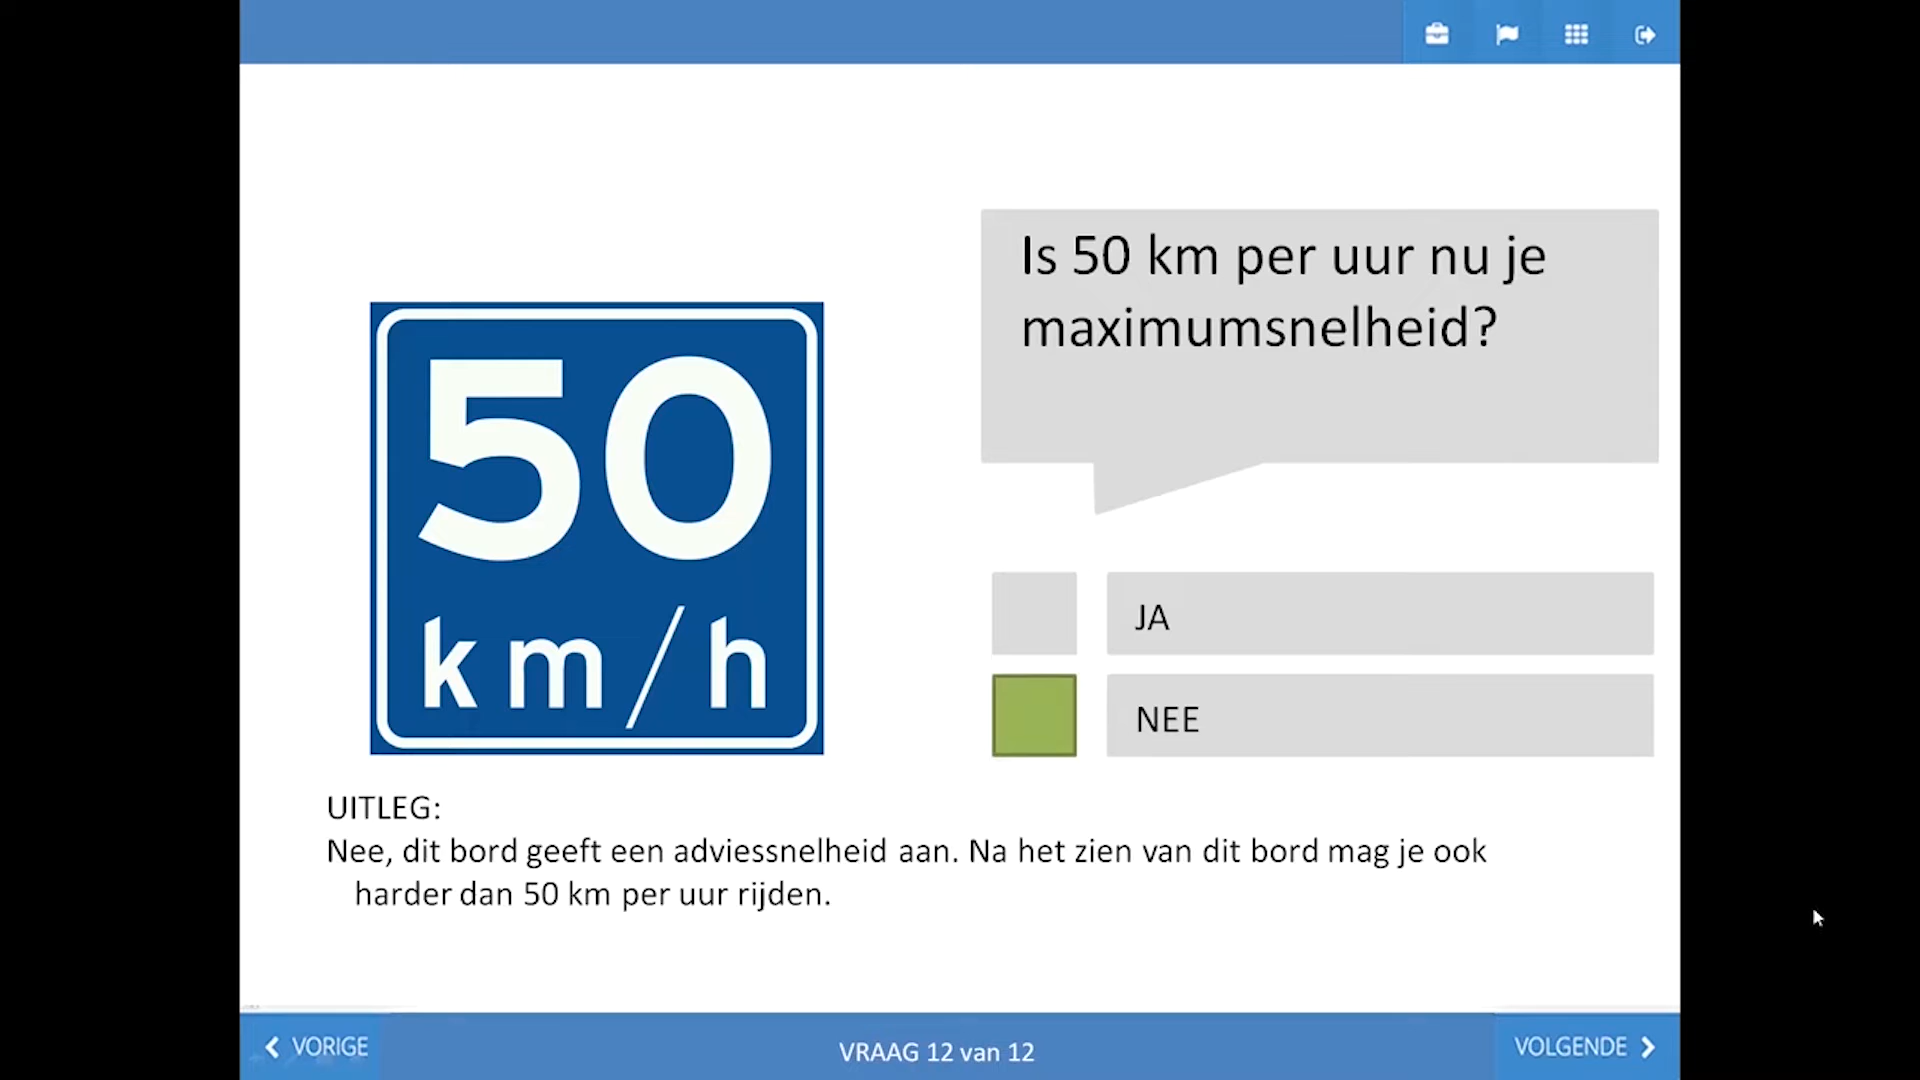 Is 50 km per uur nu je
maximumsnelheid?
50
km/h
JA
NEE
UITLEG:
Nee, dit bord geeft een adviessnelheid aan. Na het zien van dit bord mag je ook
harder dan 50 km per uur rijden.
VORIGE
VRAAG 12 van 12
VOLGENDE